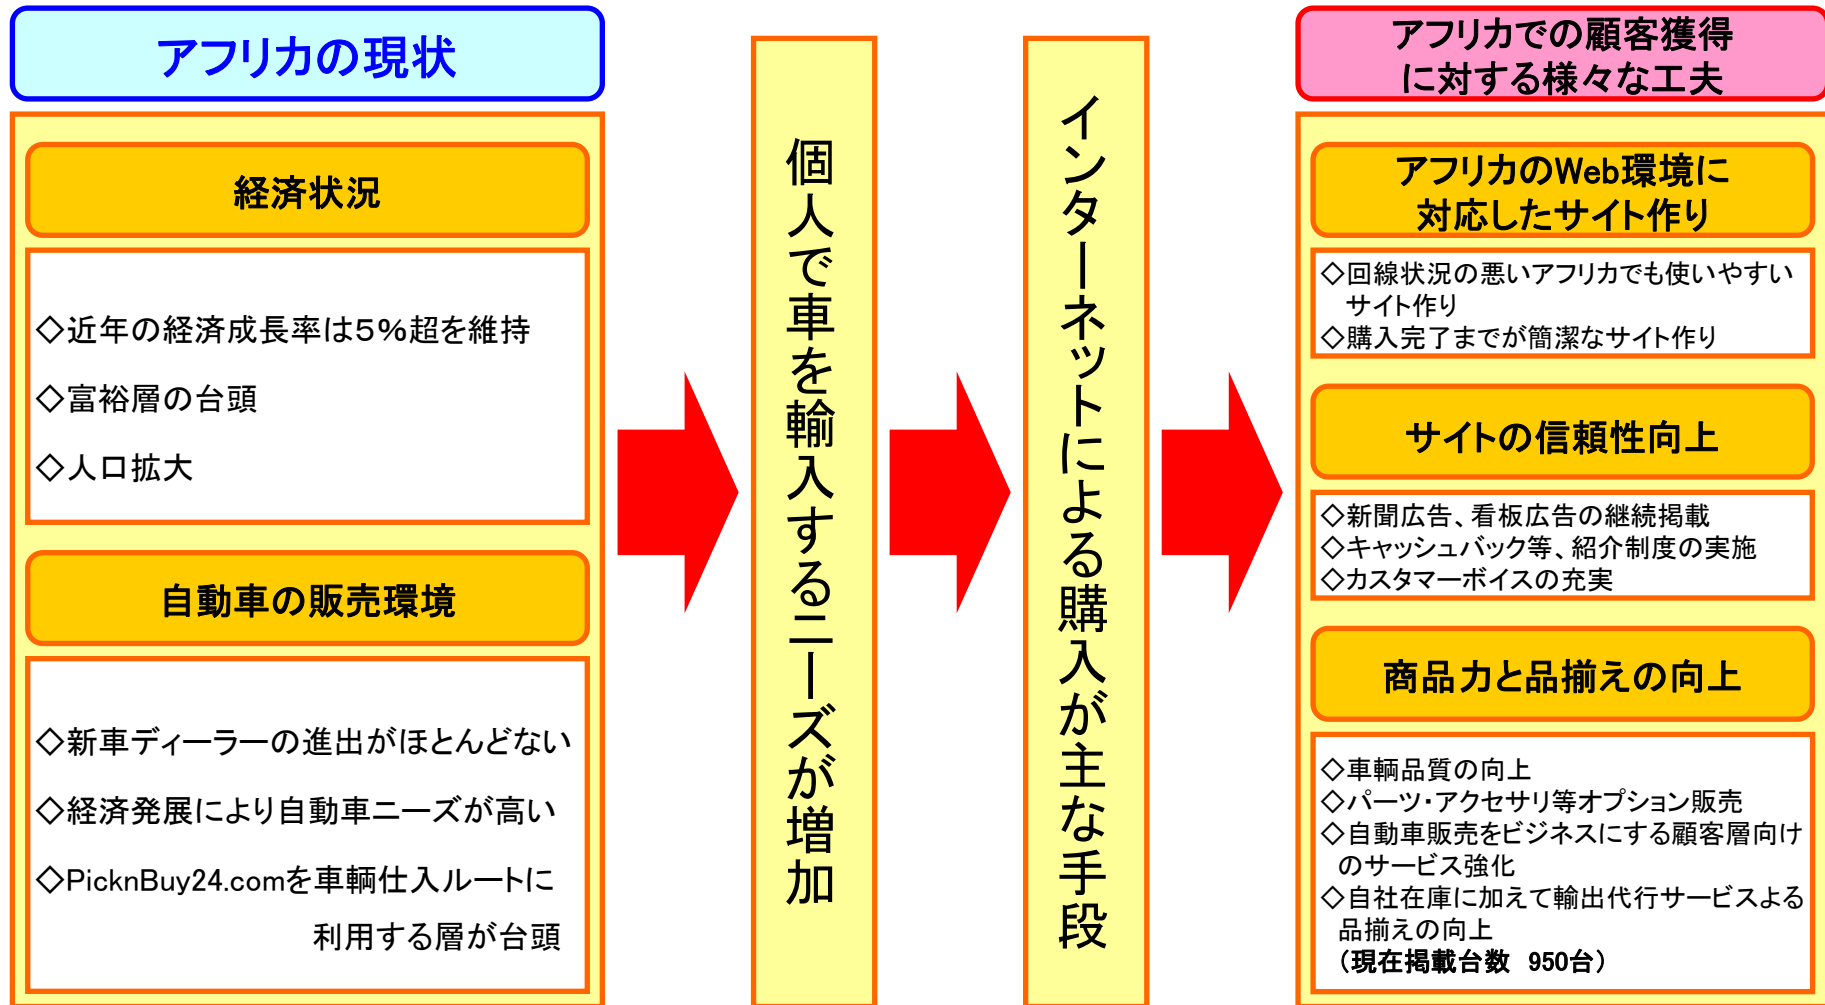 アフリカの現状
経済状況
◇近年の経済成長率は5%超を維持
◇富裕層の台頭
◇人口拡大
自動車の販売環境
◇新車ディーラーの進出がほとんどない
◇経済発展により自動車ニーズが高い
◇PicknBuy24.comを車輌仕入ルートに
利用する層が台頭
個人で車を輸入するニーズが増加
インターネットによる購入が主な手段
アフリカでの顧客獲得
に対する様々な工夫
アフリカのWeb環境に
対応したサイト作り
◇回線状況の悪いアフリカでも使いやすい
サイト作り
◇購入完了までが簡潔なサイト作り
サイトの信頼性向上
◇新聞広告、看板広告の継続掲載
◇キャッシュバック等、紹介制度の実施
◇カスタマーボイスの充実
商品力と品揃えの向上
◇車輌品質の向上
◇パーツ・アクセサリ等オプション販売
◇自動車販売をビジネスにする顧客層向け
のサービス強化
◇自社在庫に加えて輸出代行サービスよる
品揃えの向上
（現在掲載台数 950台）